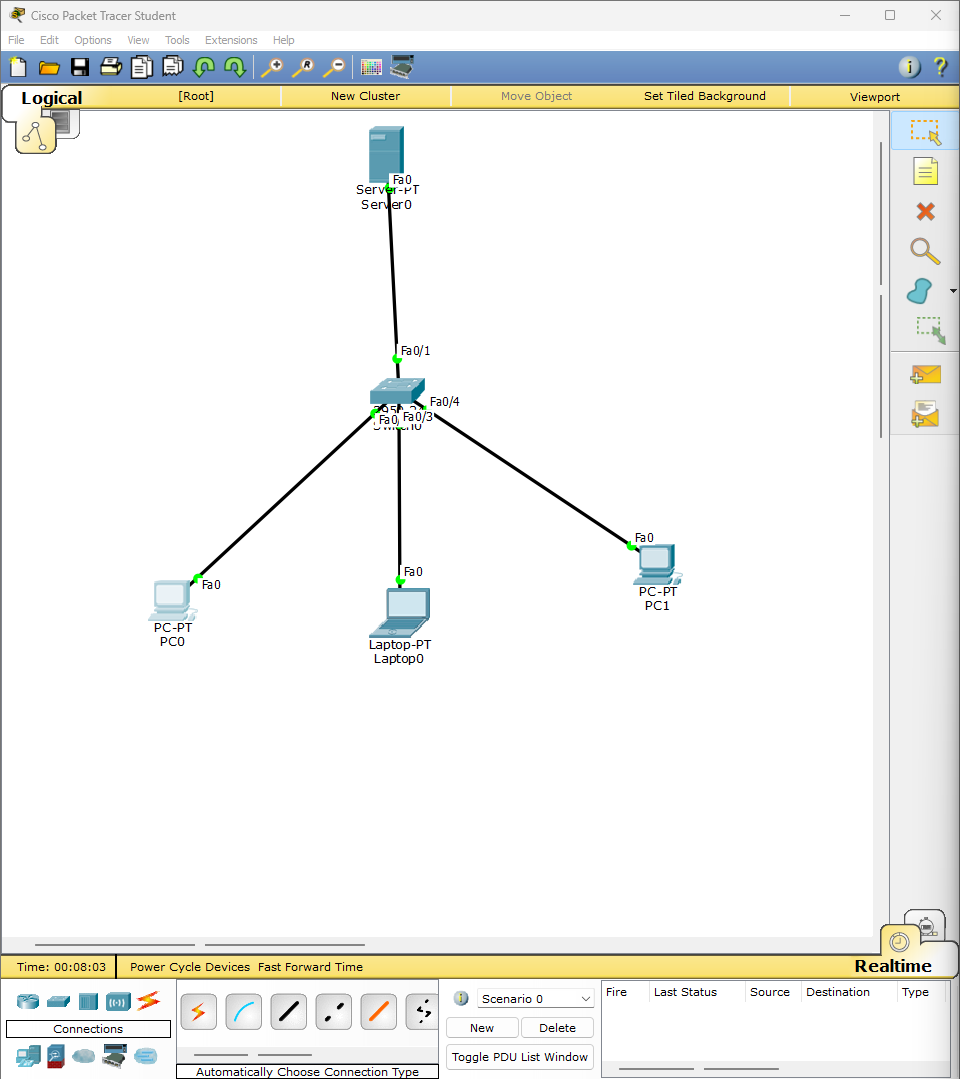 Cisco Packet Tracer Student
File Edit Options View Tools Extensions Help
Logical [Root] New Cluster Move Object Set Tiled Background Viewport
Fa0
Server-PT
Server0
Fa0/1
Fa0/4
Fa0/3
Fa0
Fa0
PC-PT
PC0
Fa0
Laptop-PT
Laptop0
Fa0
PC-PT
PC1
Time: 00:08:03 Power Cycle Devices Fast Forward Time Realtime
Connections
Automatically Choose Connection Type
Scenario 0
New Delete
Toggle PDU List Window
Fire Last Status Source Destination Type